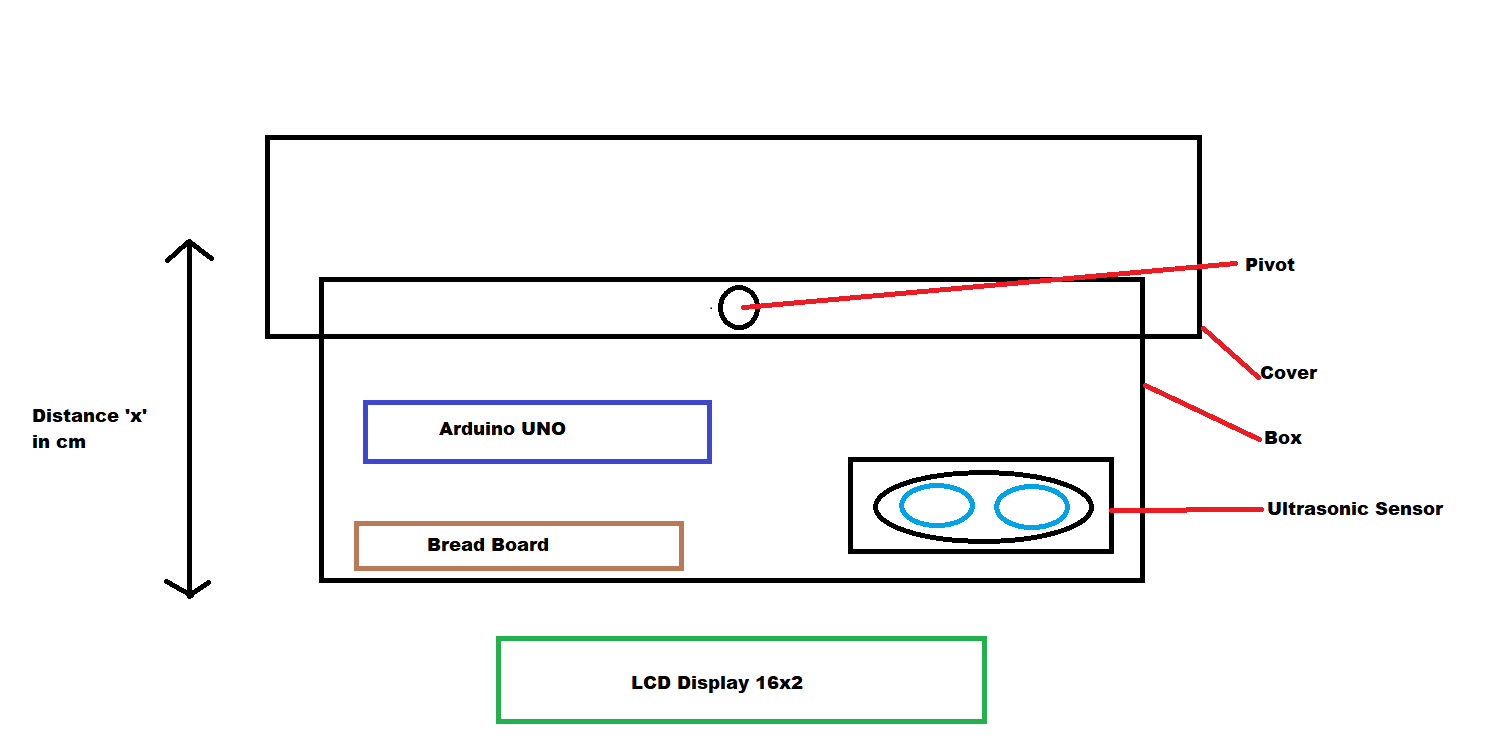 Pivot
Cover
Distance 'x'
in cm
Arduino UNO
Box
Ultrasonic Sensor
Bread Board
LCD Display 16x2